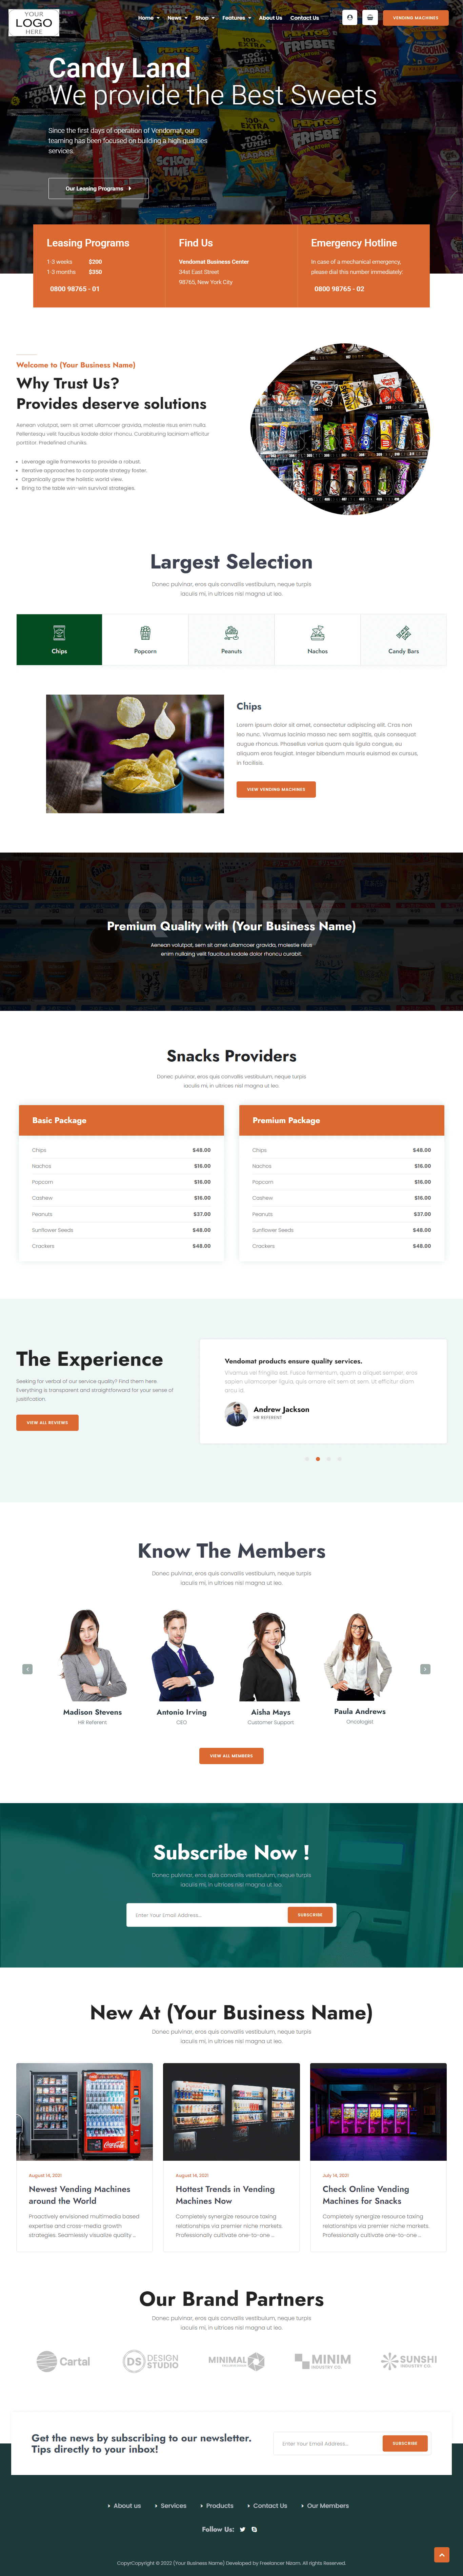 YOUR
LOGO
HERE
Home
News
Shop
Features
About Us
Contact Us
VENDING MACHINES
Candy Land
We provide the Best Sweets
Since the first days of operation of Vendomat, our
teaming has been focused on building a high-qualities
services.
Our Leasing Programs
Leasing Programs
1-3 weeks $200
1-3 months $350
0800 98765 - 01
Find Us
Vendomat Business Center
34at East Street
98765, New York City
Emergency Hotline
In case of a mechanical emergency,
please dial this number immediately:
0800 98765 - 02
Welcome to (Your Business Name)
Why Trust Us?
Provides deserve solutions
Aenean volutpat, sem sit amet ullamcoer gravida, molestie risus enim nulla.
Pellentesqu velit faucibus kodale dolor rhoncu. Curabituring laciniam efficitur
porttitor. Predefined chuniks.
Leverage agile frameworks to provide a robust.
Iterative approaches to corporate strategy foster.
Organically grow the holistic world view.
Bring to the table win-win survival strategies.
Largest Selection
Donec pulvinar, eros quis convallis vestibulum, neque turpis
iaculis mi, in ultrices nisl magna ut leo.
Chips
Popcorn
Peanuts
Nachos
Candy Bars
Chips
Lorem ipsum dolor sit amet, consectetur adipiscing elit. Cras non
leo nunc. Vivamus lacinia massa nec sem sagittis, quis consequat
augue rhoncus. Phasellus varius quam quis ligula congue, eu
aliquam eros feugiat. Integer bibendum mauris euismod ex cursus,
in facilisis.
VIEW VENDING MACHINES
Quality
Premium Quality with (Your Business Name)
Aenean volutpat, sem sit amet ullamcoer gravida, molestie risus
enim nullaing velit faucibus kodale dolor rhoncu curabit.
Snacks Providers
Donec pulvinar, eros quis convallis vestibulum, neque turpis
iaculis mi, in ultrices nisl magna ut leo.
Basic Package
Chips $48.00
Nachos $16.00
Popcorn $16.00
Cashew $16.00
Peanuts $37.00
Sunflower Seeds $48.00
Crackers $48.00
Premium Package
Chips $48.00
Nachos $16.00
Popcorn $16.00
Cashew $16.00
Peanuts $37.00
Sunflower Seeds $48.00
Crackers $48.00
The Experience
Seeking for verbal of our service quality? Find them here.
Everything is transparent and straightforward for your sense of
justification.
VIEW ALL REVIEWS
Vendomat products ensure quality services.
Vivamus vel fringilla est. Fusce fermentum, quam a aliquet semper, eros
sapien ullamcorper ligula, quis ornare elit sem at sem. Ut efficitur diam
arcu sit.
Andrew Jackson
HR REFERENT
Know The Members
Donec pulvinar, eros quis convallis vestibulum, neque turpis
iaculis mi, in ultrices nisl magna ut leo.
Madison Stevens
HR Referent
Antonio Irving
CEO
Aisha Mays
Customer Support
Paula Andrews
Oncologist
VIEW ALL MEMBERS
Subscribe Now !
Donec pulvinar, eros quis convallis vestibulum, neque turpis
iaculis mi, in ultrices nisl magna ut leo.
Enter Your Email Address...
SUBSCRIBE
New At (Your Business Name)
Donec pulvinar, eros quis convallis vestibulum, neque turpis
iaculis mi, in ultrices nisl magna ut leo.
August 14, 2021
Newest Vending Machines
around the World
Proactively envisioned multimedia based
expertise and cross-media growth
strategies. Seamlessly visualize quality ...
August 14, 2021
Hottest Trends in Vending
Machines Now
Completely synergize resource taxing
relationships via premier niche markets.
Professionally cultivate one-to-one ...
July 14, 2021
Check Online Vending
Machines for Snacks
Completely synergize resource taxing
relationships via premier niche markets.
Professionally cultivate one-to-one ...
Our Brand Partners
Donec pulvinar, eros quis convallis vestibulum, neque turpis
iaculis mi, in ultrices nisl magna ut leo.
Cartal
DS DESIGN STUDIO
MINIMAL
MINIM
INDUSTRY CO.
SUNSHI
INDUSTRY CO.
Get the news by subscribing to our newsletter.
Tips directly to your inbox!
Enter Your Email Address...
SUBSCRIBE
About us
Services
Products
Contact Us
Our Members
Follow Us:
CopyrCopyright © 2022 (Your Business Name) Developed by Freelancer Nibam. All rights Reserved.